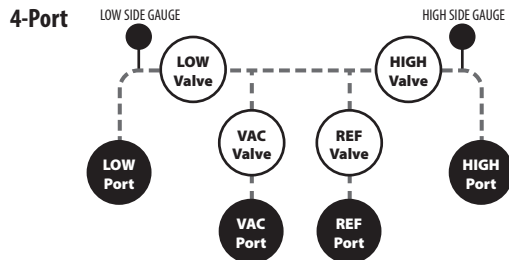 4-Port
LOW SIDE GAUGE
HIGH SIDE GAUGE
LOW
Valve
HIGH
Valve
VAC
Valve
REF
Valve
LOW
Port
HIGH
Port
VAC
Port
REF
Port